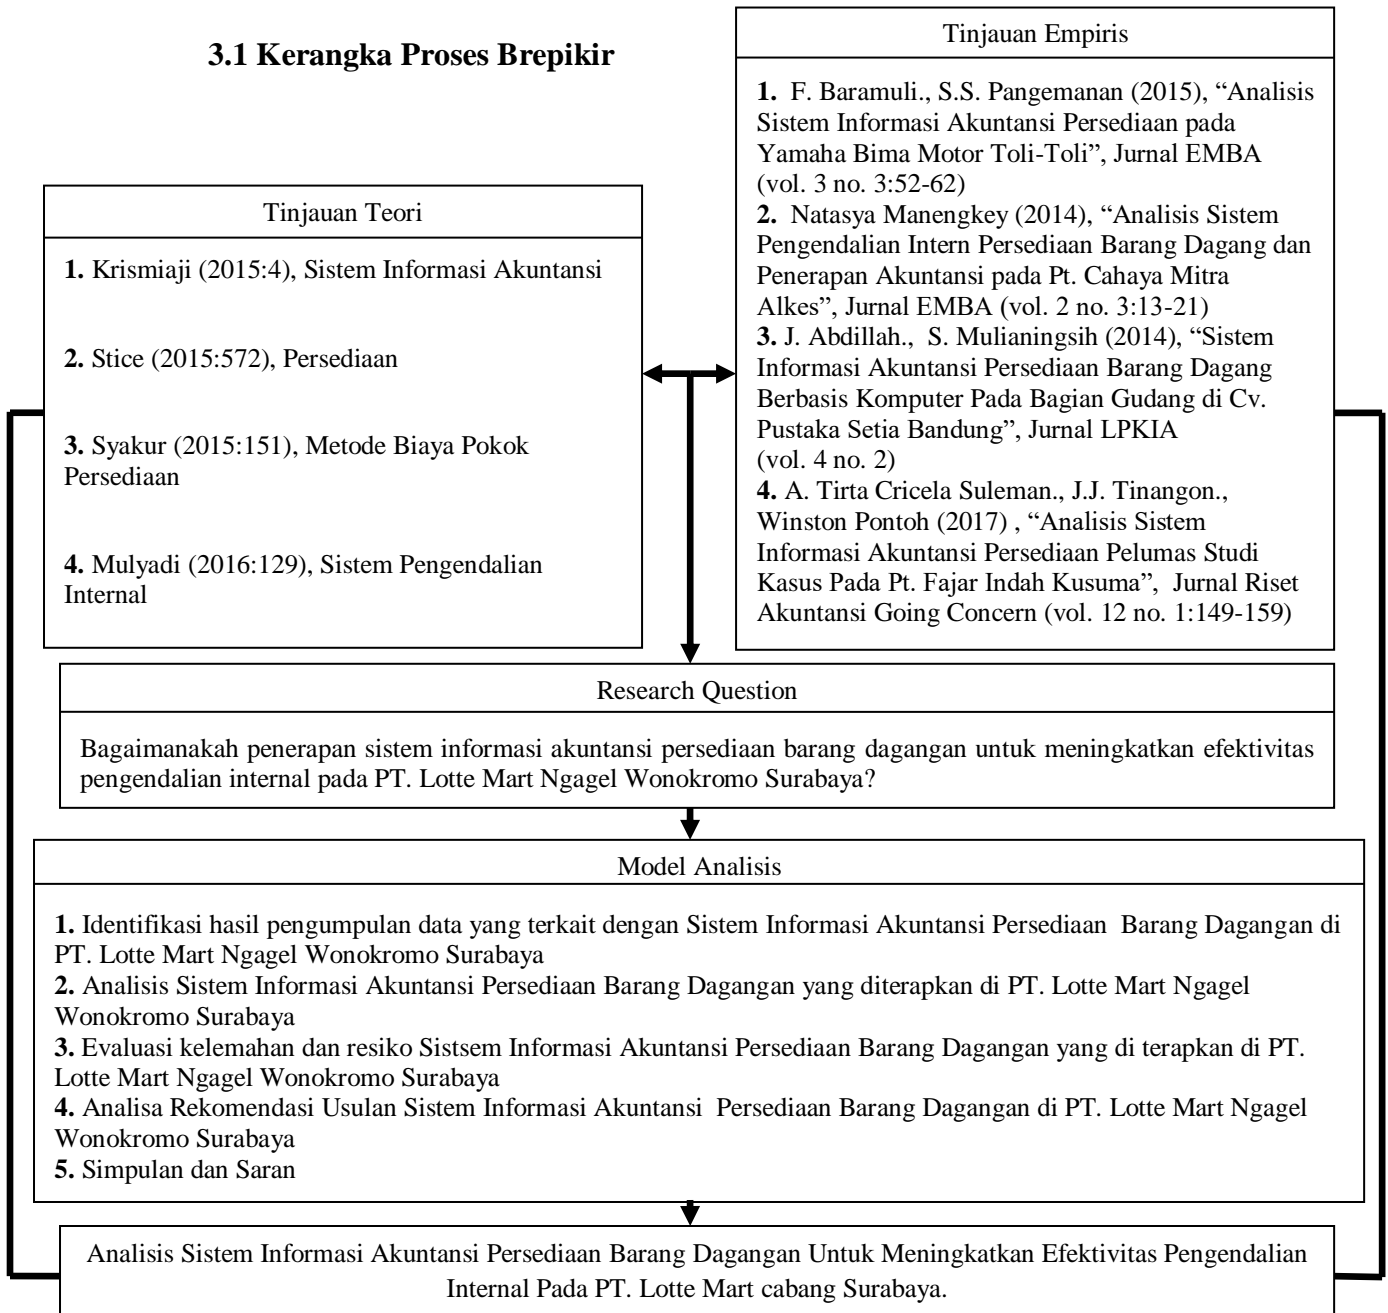 3.1 Kerangka Proses Brepikir
Tinjauan Teori
1. Krismiaji (2015:4), Sistem Informasi Akuntansi
2. Stice (2015:572), Persediaan
3. Syakur (2015:151), Metode Biaya Pokok
Persediaan
4. Mulyadi (2016:129), Sistem Pengendalian
Internal
Tinjauan Empiris
1. F. Baramuli., S.S. Pangemanan (2015), “Analisis
Sistem Informasi Akuntansi Persediaan pada
Yamaha Bima Motor Toli-Toli”, Jurnal EMBA
(vol. 3 no. 3:52-62)
2. Natasya Manengkey (2014), “Analisis Sistem
Pengendalian Intern Persediaan Barang Dagang dan
Penerapan Akuntansi pada Pt. Cahaya Mitra
Alkes”, Jurnal EMBA (vol. 2 no. 3:13-21)
3. J. Abdillah., S. Mulianingsih (2014), “Sistem
Informasi Akuntansi Persediaan Barang Dagang
Berbasis Komputer Pada Bagian Gudang di Cv.
Pustaka Setia Bandung”, Jurnal LPKIA
(vol. 4 no. 2)
4. A. Tirta Cricela Suleman., J.J. Tinangon.,
Winston Pontoh (2017) , “Analisis Sistem
Informasi Akuntansi Persediaan Pelumas Studi
Kasus Pada Pt. Fajar Indah Kusuma”, Jurnal Riset
Akuntansi Going Concern (vol. 12 no. 1:149-159)
Research Question
Bagaimanakah penerapan sistem informasi akuntansi persediaan barang dagangan untuk meningkatkan efektivitas
pengendalian internal pada PT. Lotte Mart Ngagel Wonokromo Surabaya?
Model Analisis
1. Identifikasi hasil pengumpulan data yang terkait dengan Sistem Informasi Akuntansi Persediaan Barang Dagangan di
PT. Lotte Mart Ngagel Wonokromo Surabaya
2. Analisis Sistem Informasi Akuntansi Persediaan Barang Dagangan yang diterapkan di PT. Lotte Mart Ngagel
Wonokromo Surabaya
3. Evaluasi kelemahan dan resiko Sistsem Informasi Akuntansi Persediaan Barang Dagangan yang di terapkan di PT.
Lotte Mart Ngagel Wonokromo Surabaya
4. Analisa Rekomendasi Usulan Sistem Informasi Akuntansi Persediaan Barang Dagangan di PT. Lotte Mart Ngagel
Wonokromo Surabaya
5. Simpulan dan Saran
Analisis Sistem Informasi Akuntansi Persediaan Barang Dagangan Untuk Meningkatkan Efektivitas Pengendalian
Internal Pada PT. Lotte Mart cabang Surabaya.